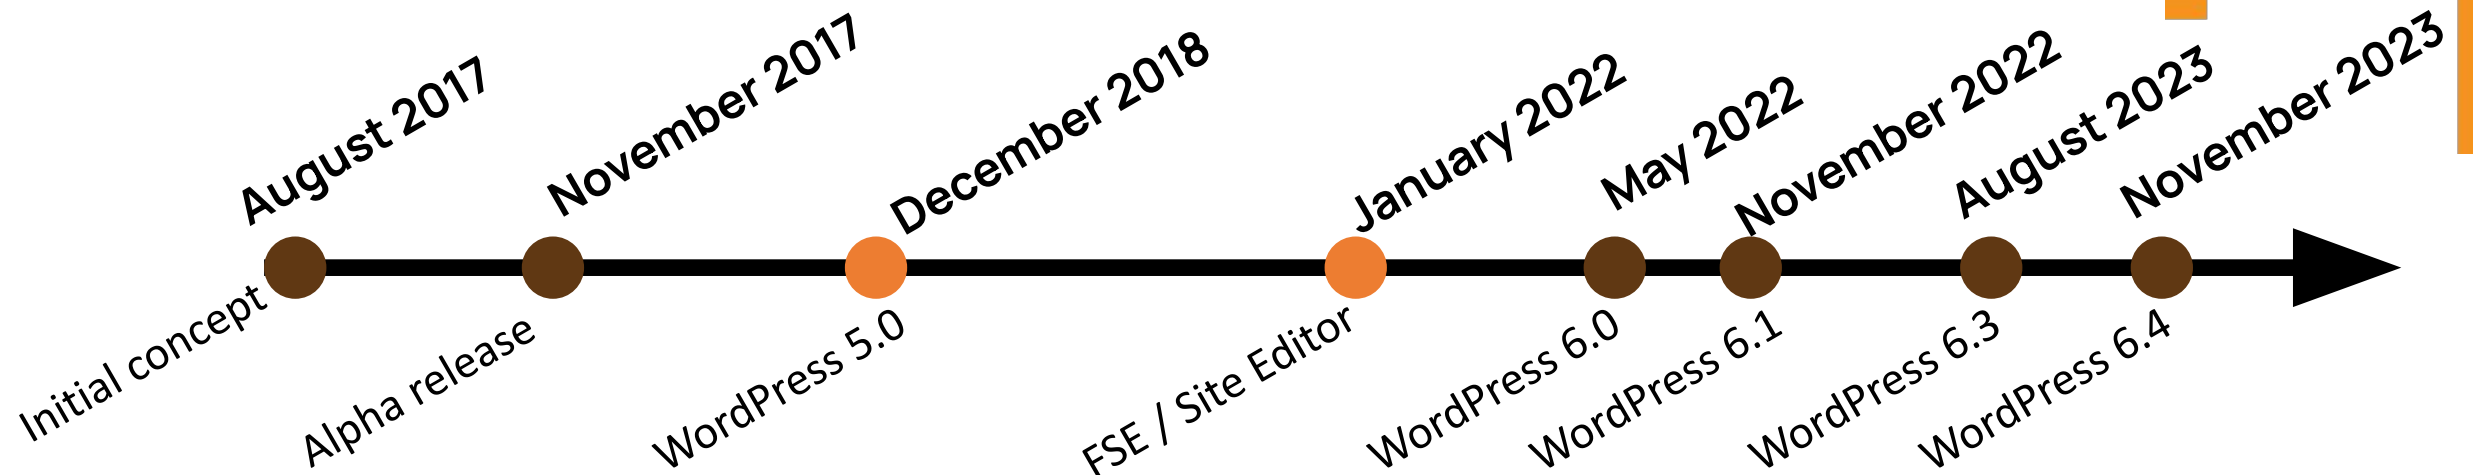 August 2017
November 2017
December 2018
January 2022
May 2022
November 2022
August 2023
November 2023
Initial concept
Alpha release
WordPress 5.0
FSE / Site Editor
WordPress 6.0
WordPress 6.1
WordPress 6.3
WordPress 6.4